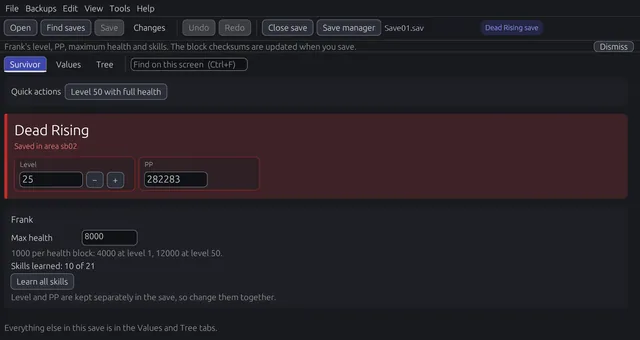 File Backups Edit View Tools Help
Open Find saves Save Changes Undo Redo Close save Save manager Save01.sav Dead Rising save
Frank's level, PP, maximum health and skills. The block checksums are updated when you save. Dismiss
Survivor Values Tree Find on this screen (Ctrl+F)
Quick actions Level 50 with full health
Dead Rising
Saved in area sb02
Level PP
25 − + 282283
Frank
Max health 8000
1000 per health block: 4000 at level 1, 12000 at level 50.
Skills learned: 10 of 21
Learn all skills
Level and PP are kept separately in the save, so change them together.
Everything else in this save is in the Values and Tree tabs.